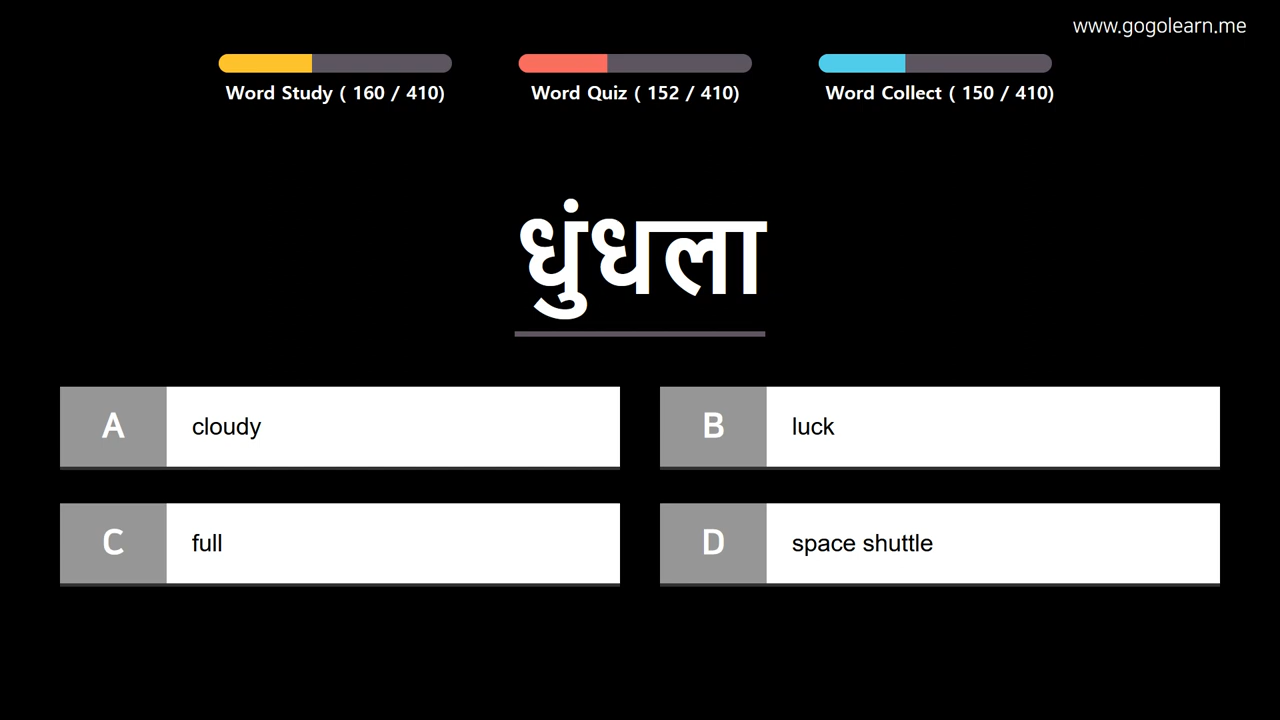 www.gogolearn.me
Word Study ( 160 / 410)
Word Quiz ( 152 / 410)
Word Collect ( 150 / 410)
धुंधला
A cloudy
B luck
C full
D space shuttle